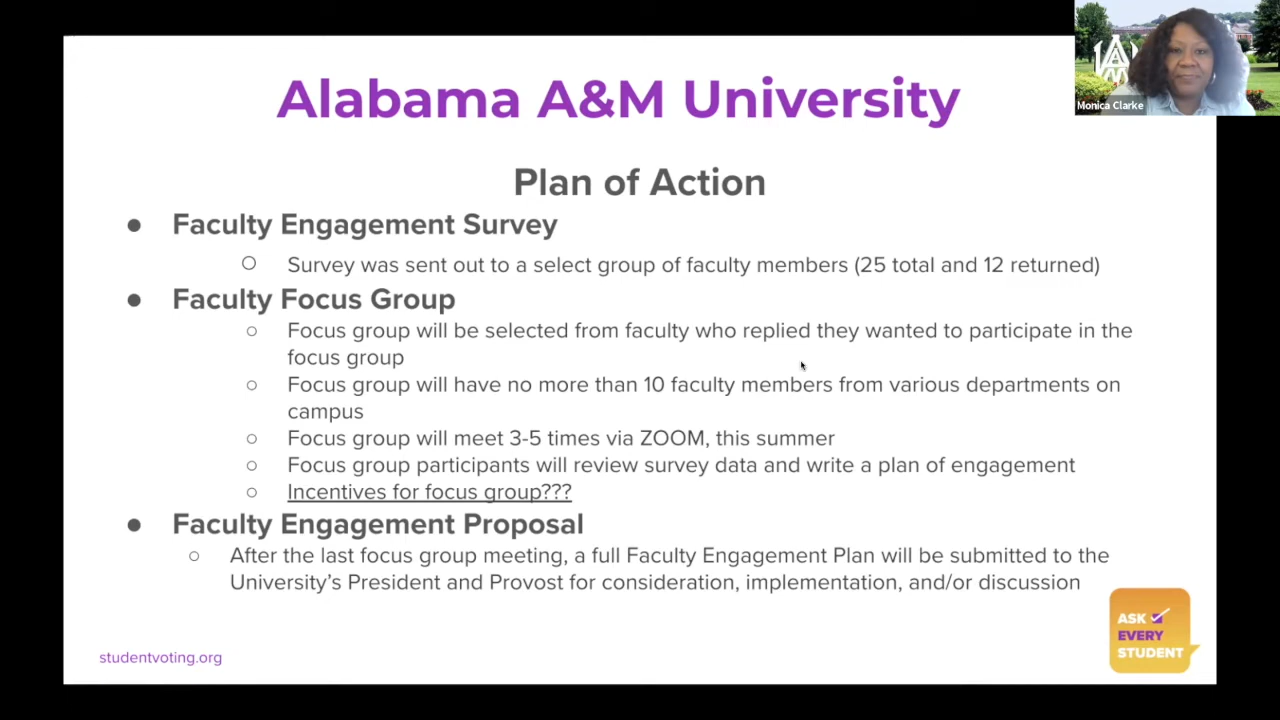 Alabama A&M University
Monica Clarke
Plan of Action
● Faculty Engagement Survey
○ Survey was sent out to a select group of faculty members (25 total and 12 returned)
● Faculty Focus Group
○ Focus group will be selected from faculty who replied they wanted to participate in the
focus group
○ Focus group will have no more than 10 faculty members from various departments on
campus
○ Focus group will meet 3-5 times via ZOOM, this summer
○ Focus group participants will review survey data and write a plan of engagement
○ Incentives for focus group???
● Faculty Engagement Proposal
○ After the last focus group meeting, a full Faculty Engagement Plan will be submitted to the
University’s President and Provost for consideration, implementation, and/or discussion
ASK
EVERY
STUDENT
studentvoting.org